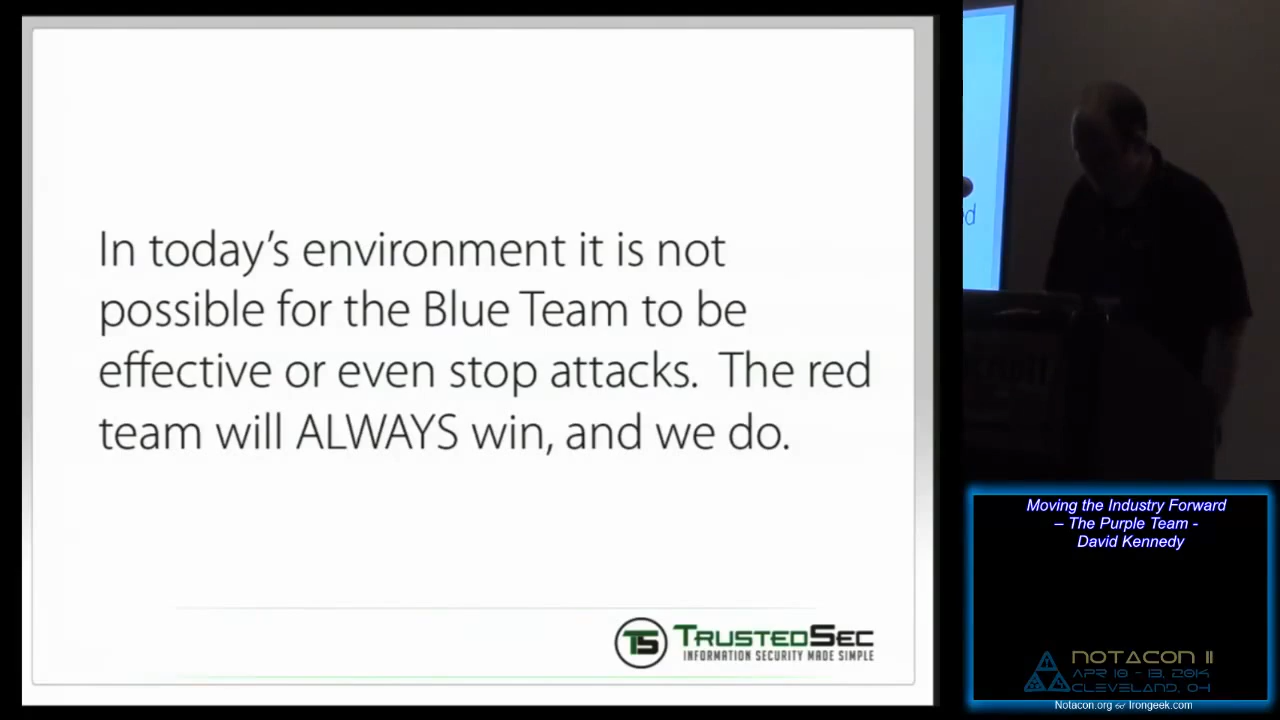 In today's environment it is not
possible for the Blue Team to be
effective or even stop attacks.  The red
team will ALWAYS win, and we do.
TS TRUSTEDSEC
INFORMATION SECURITY MADE SIMPLE
Moving the Industry Forward
– The Purple Team -
David Kennedy
NOTACON 11
APR 10 - 13, 2014
CLEVELAND, OH
Notacon.org & Irongeek.com